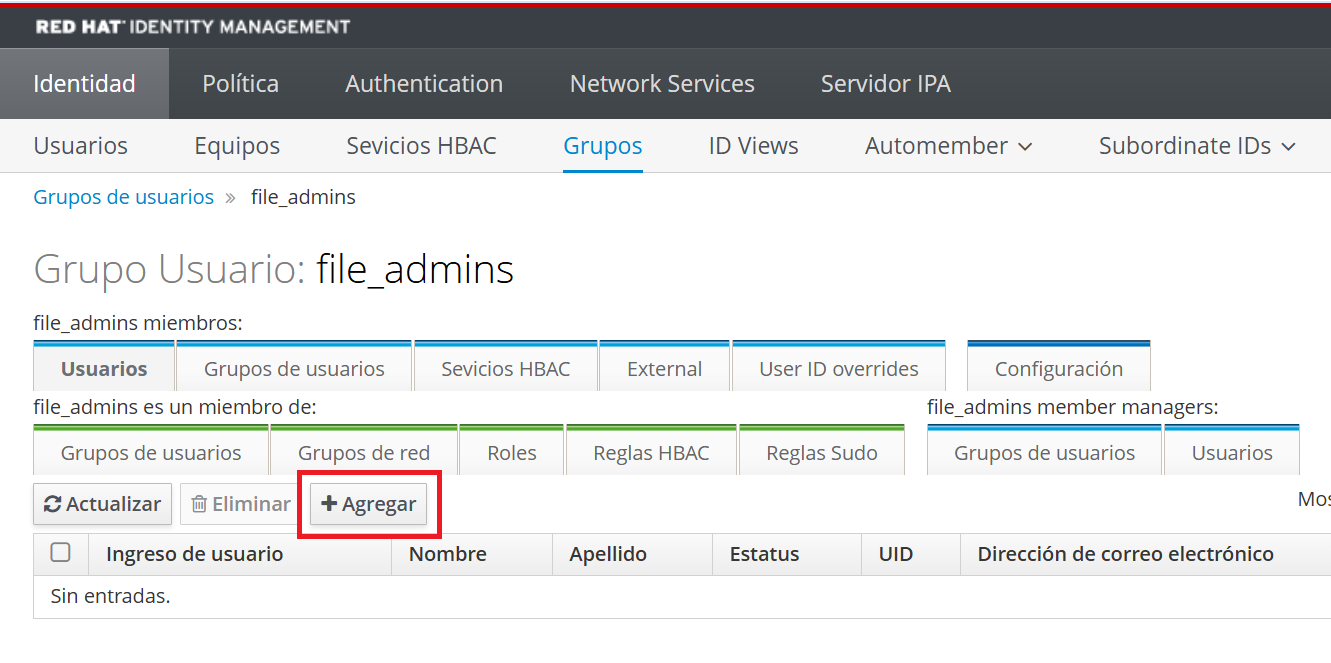 RED HAT IDENTITY MANAGEMENT
Identidad Política Authentication Network Services Servidor IPA
Usuarios Equipos Sevicios HBAC Grupos ID Views Automember Subordinate IDs
Grupos de usuarios » file_admins
Grupo Usuario: file_admins
file_admins miembros:
Usuarios Grupos de usuarios Sevicios HBAC External User ID overrides Configuración
file_admins es un miembro de: file_admins member managers:
Grupos de usuarios Grupos de red Roles Reglas HBAC Reglas Sudo Grupos de usuarios Usuarios
Actualizar Eliminar + Agregar Mos
Ingreso de usuario Nombre Apellido Estatus UID Dirección de correo electrónico
Sin entradas.